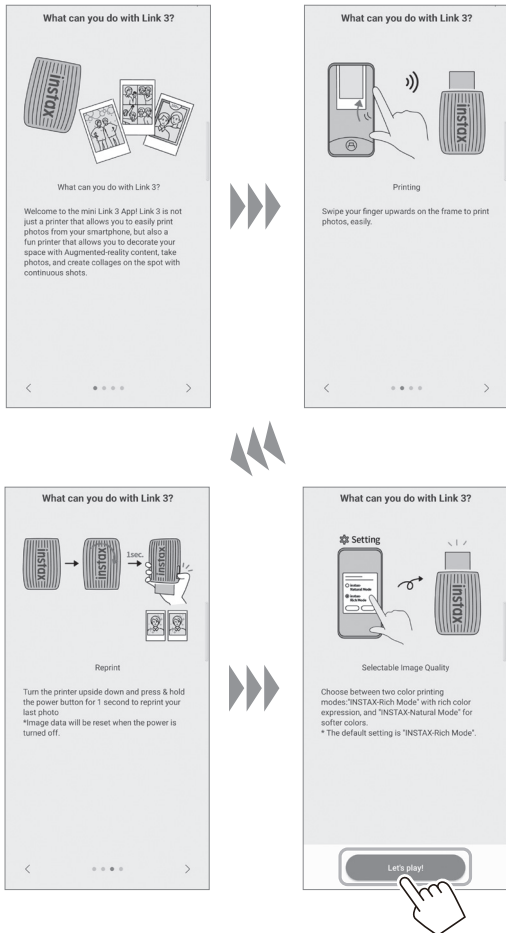 What can you do with Link 3?
instax
What can you do with Link 3?
Welcome to the mini Link 3 App! Link 3 is not
just a printer that allows you to easily print
photos from your smartphone, but also a
fun printer that allows you to decorate your
space with Augmented-reality content, take
photos, and create collages on the spot with
continuous shots.
What can you do with Link 3?
instax
Printing
Swipe your finger upwards on the frame to print
photos, easily.
What can you do with Link 3?
instax
instax
1sec.
instax
Reprint
Turn the printer upside down and press & hold
the power button for 1 second to reprint your
last photo
*Image data will be reset when the power is
turned off.
What can you do with Link 3?
Setting
instax
Natural Mode
instax
Rich Mode
instax
Selectable Image Quality
Choose between two color printing
modes:"INSTAX-Rich Mode" with rich color
expression, and "INSTAX-Natural Mode" for
softer colors.
* The default setting is "INSTAX-Rich Mode".
Let's play!